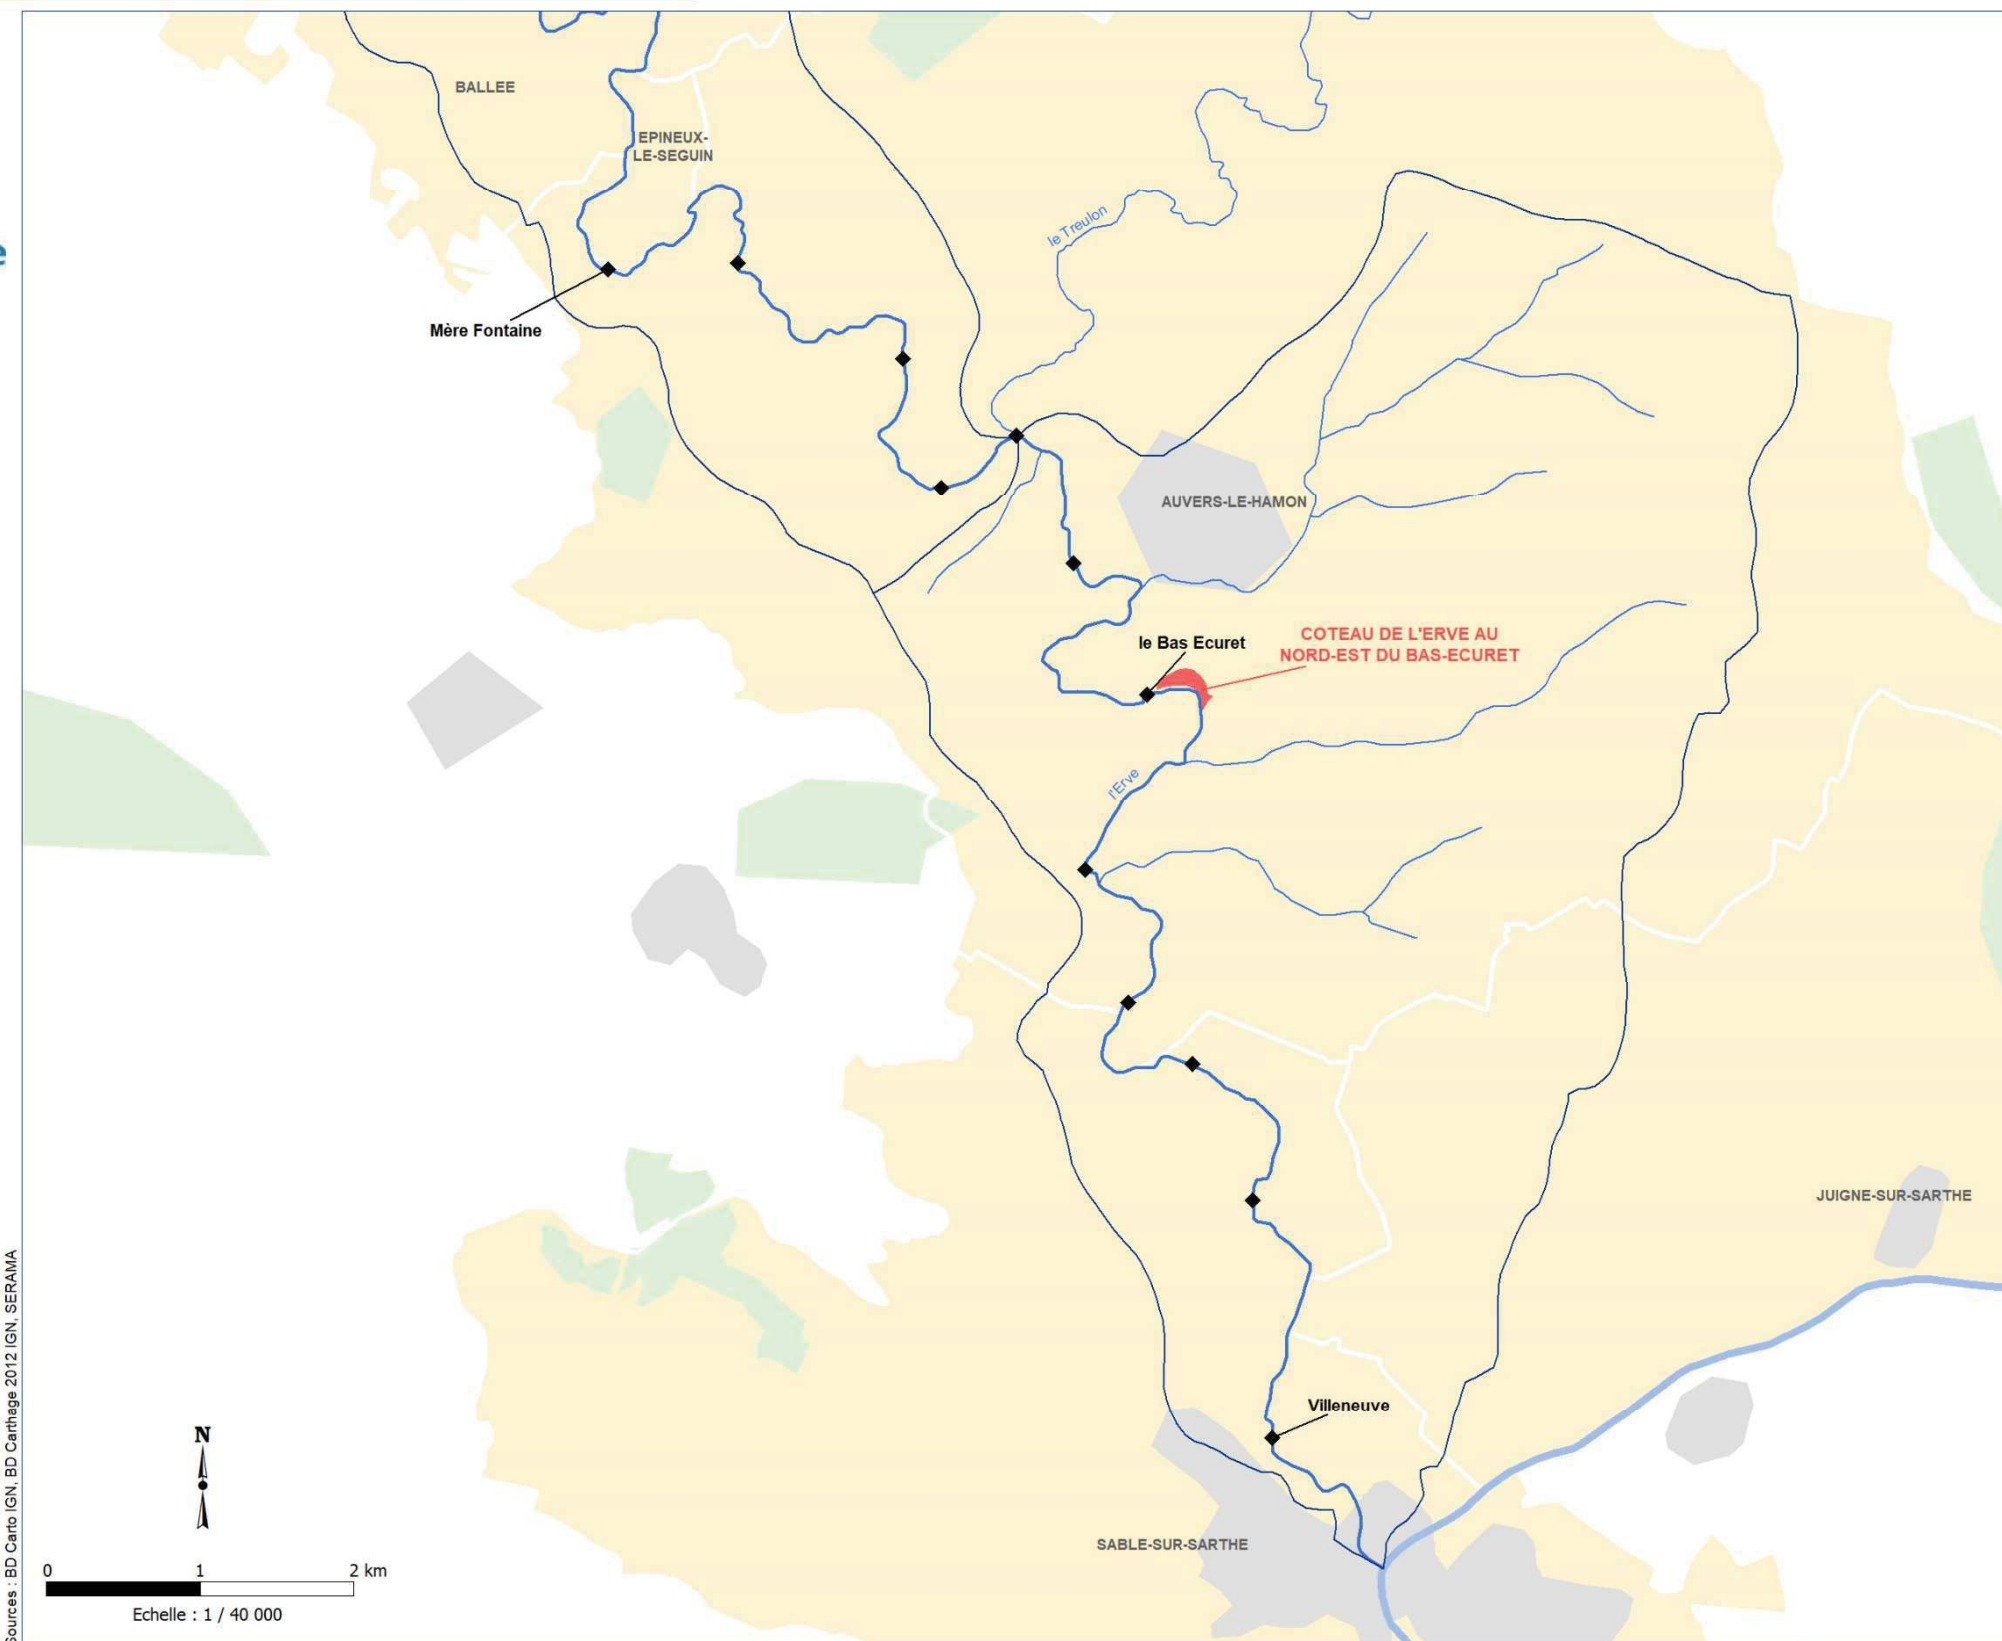 BALLEE
EPINEUX-
LE-SEGUIN
le Treulon
Mère Fontaine
AUVERS-LE-HAMON
le Bas Ecuret
COTEAU DE L'ERVE AU
NORD-EST DU BAS-ECURET
l'Erve
JUIGNE-SUR-SARTHE
Villeneuve
SABLE-SUR-SARTHE
N
0 1 2 km
Echelle : 1 / 40 000
Sources : BD Carto IGN, BD Carthage 2012 IGN, SERAMA